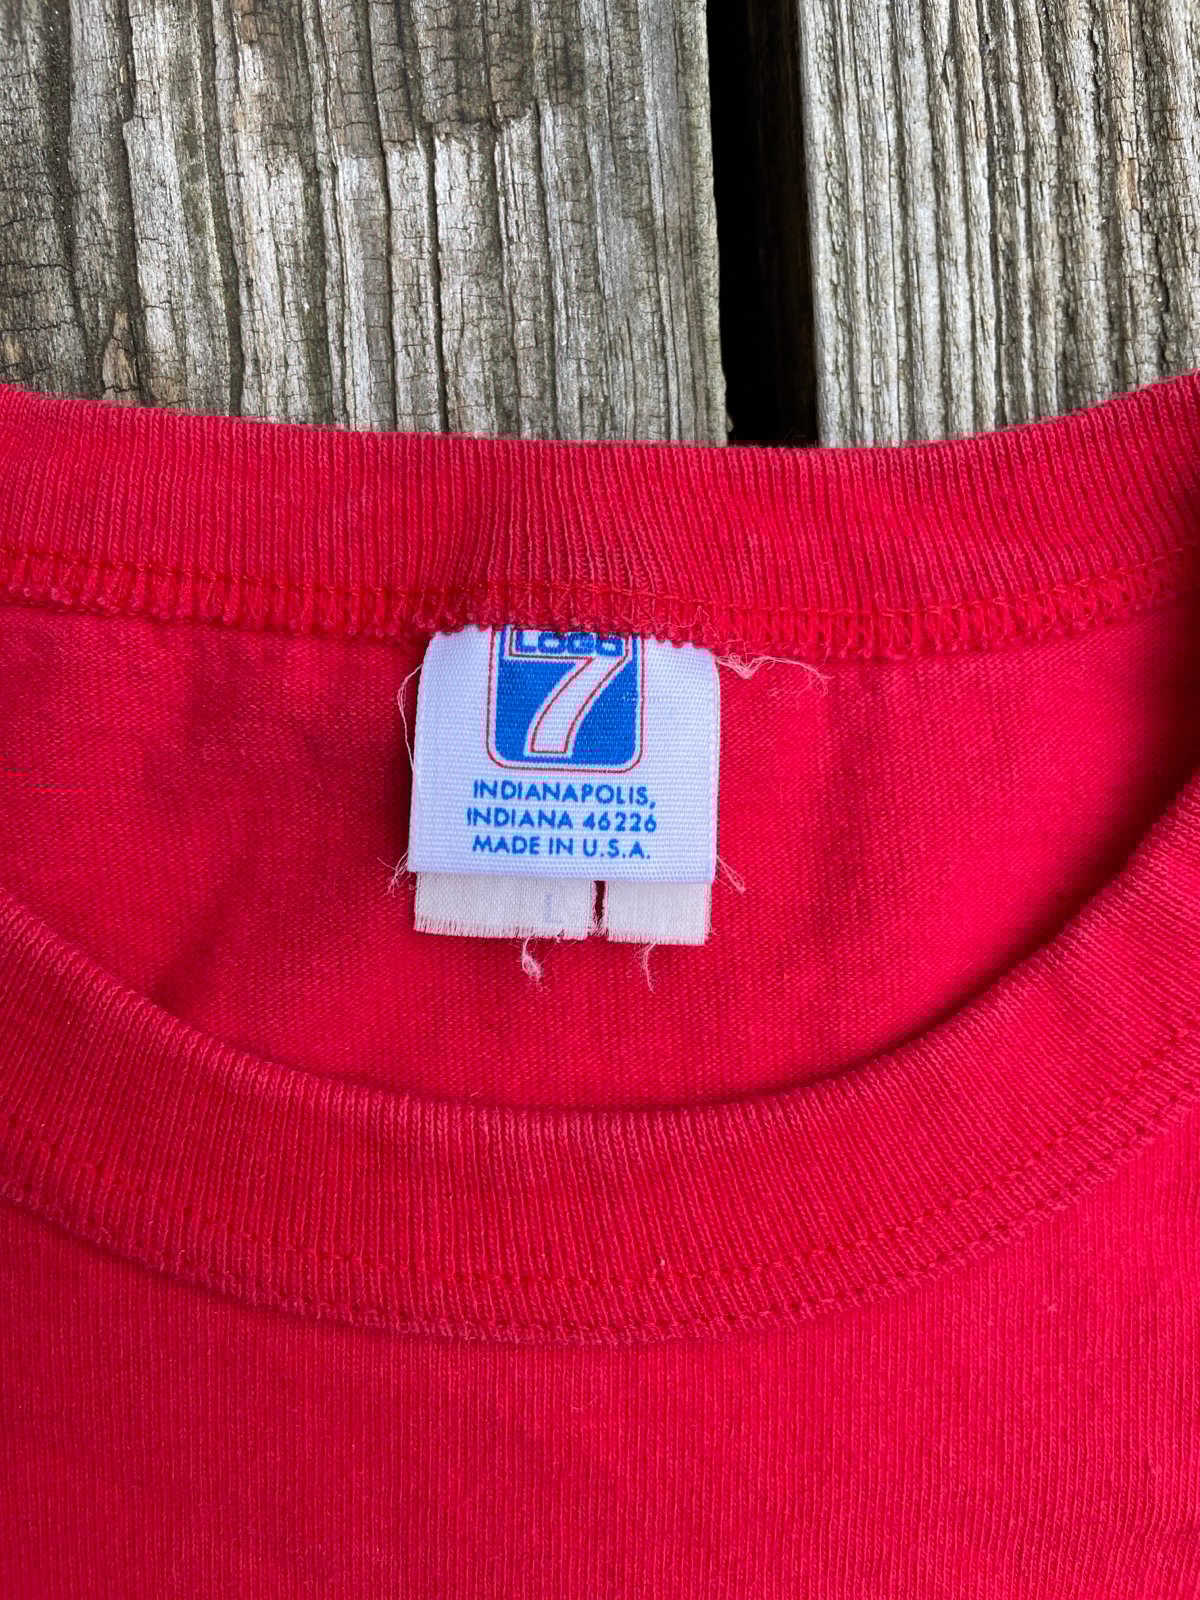 LOGO
7
INDIANAPOLIS,
INDIANA 46226
MADE IN U.S.A.
L